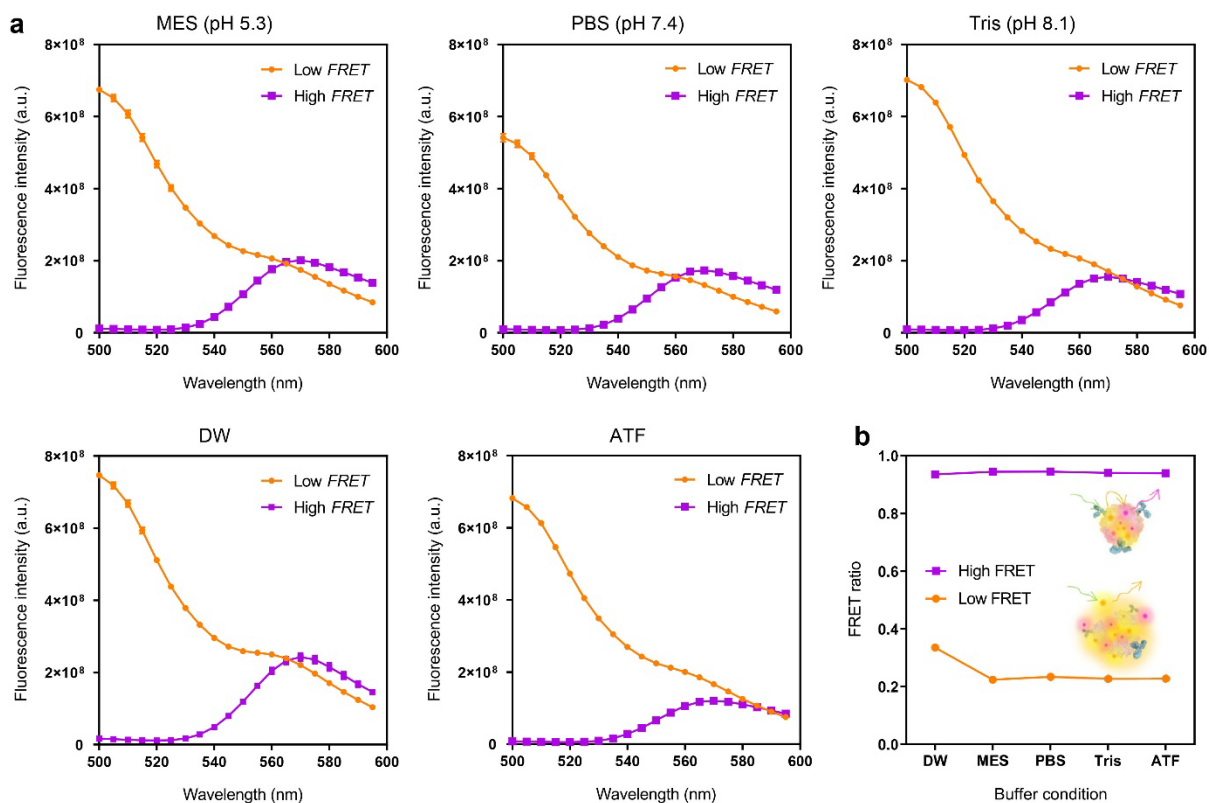 a
MES (pH 5.3)
Fluorescence intensity (a.u.)
8×10⁸
6×10⁸
4×10⁸
2×10⁸
0
Low FRET
High FRET
500 520 540 560 580 600
Wavelength (nm)
PBS (pH 7.4)
Fluorescence intensity (a.u.)
8×10⁸
6×10⁸
4×10⁸
2×10⁸
0
Low FRET
High FRET
500 520 540 560 580 600
Wavelength (nm)
Tris (pH 8.1)
Fluorescence intensity (a.u.)
8×10⁸
6×10⁸
4×10⁸
2×10⁸
0
Low FRET
High FRET
500 520 540 560 580 600
Wavelength (nm)
DW
Fluorescence intensity (a.u.)
8×10⁸
6×10⁸
4×10⁸
2×10⁸
0
Low FRET
High FRET
500 520 540 560 580 600
Wavelength (nm)
ATF
Fluorescence intensity (a.u.)
8×10⁸
6×10⁸
4×10⁸
2×10⁸
0
Low FRET
High FRET
500 520 540 560 580 600
Wavelength (nm)
b
FRET ratio
1.0
0.8
0.6
0.4
0.2
0.0
High FRET
Low FRET
DW MES PBS Tris ATF
Buffer condition